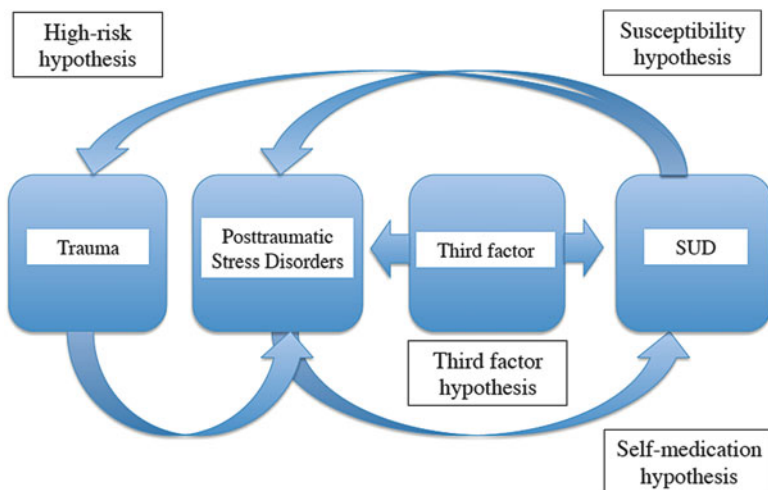 High-risk
hypothesis
Susceptibility
hypothesis
Trauma
Posttraumatic
Stress Disorders
Third factor
SUD
Third factor
hypothesis
Self-medication
hypothesis